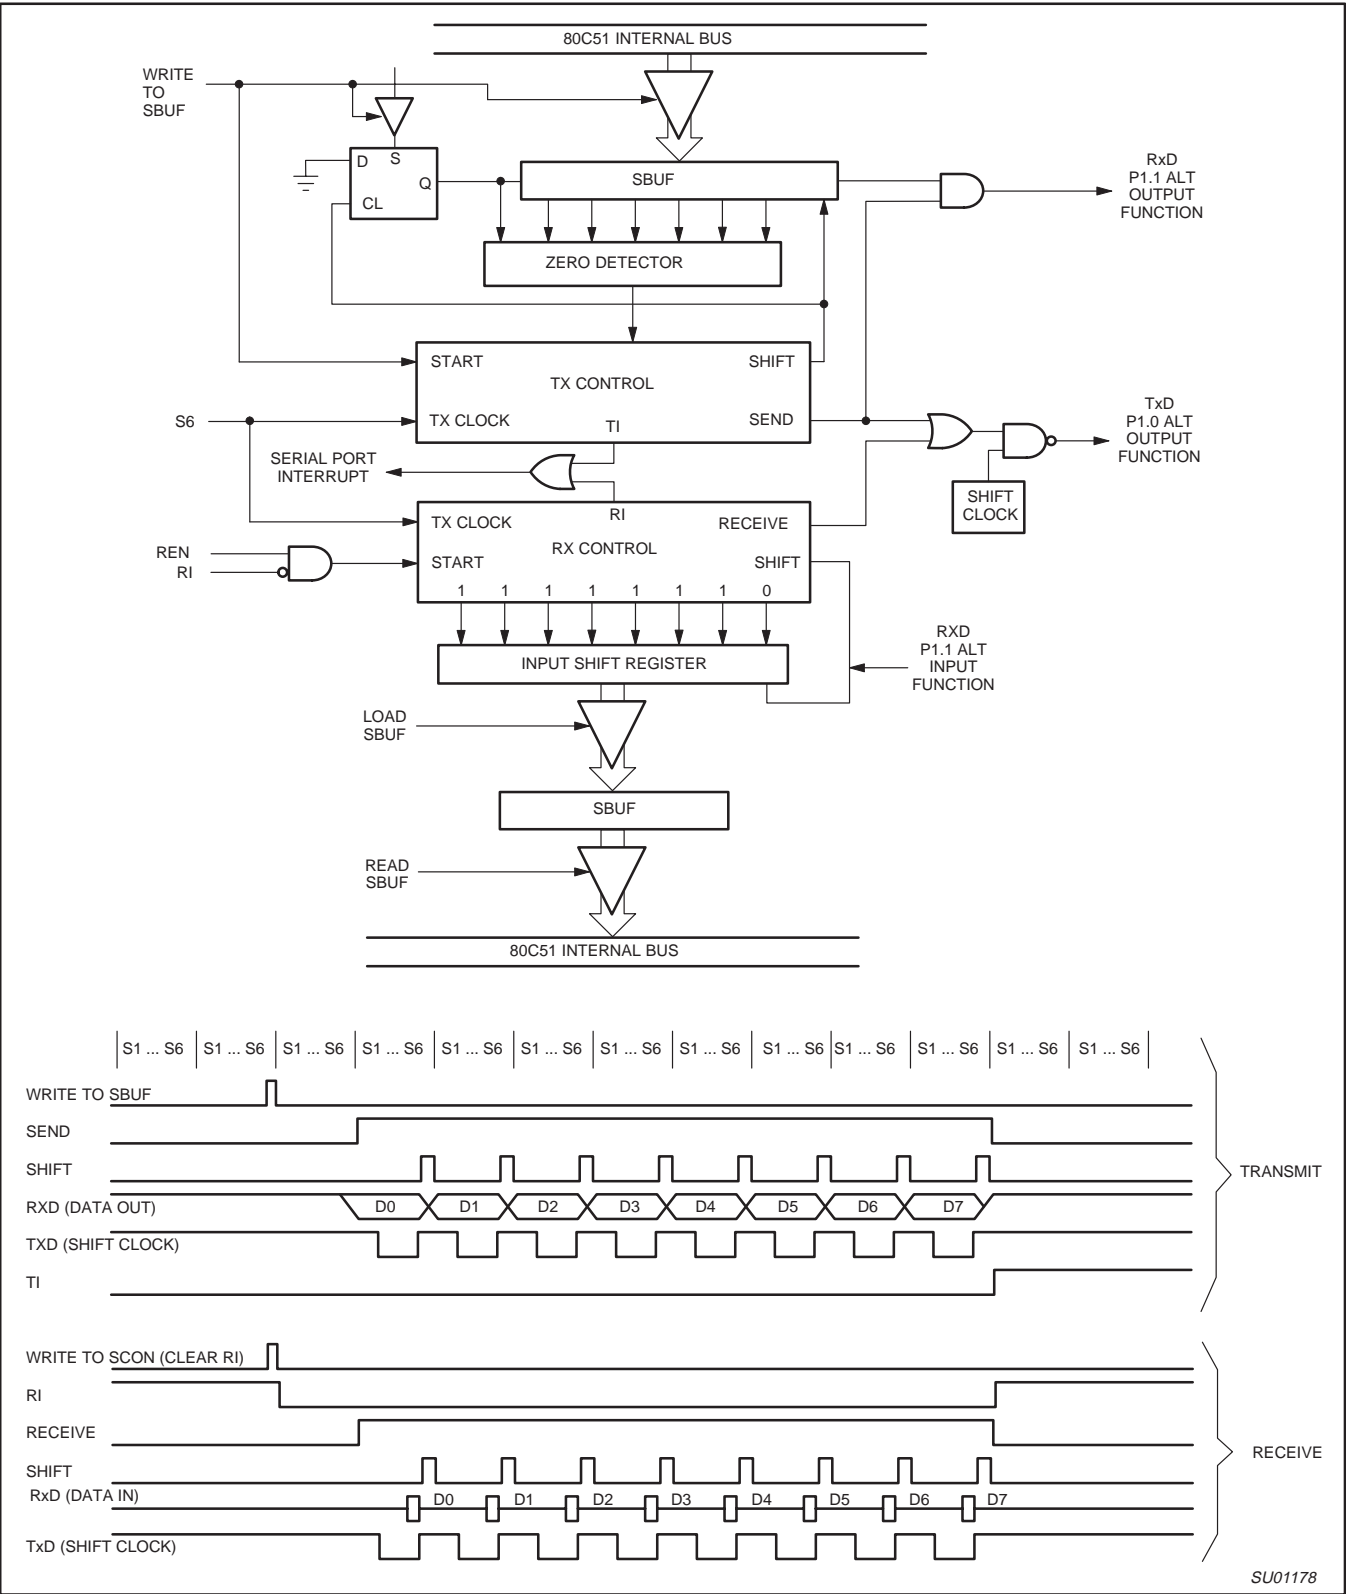 80C51 INTERNAL BUS
WRITE
TO
SBUF
D
S
Q
CL
SBUF
RxD
P1.1 ALT
OUTPUT
FUNCTION
ZERO DETECTOR
START
SHIFT
TX CONTROL
S6
TX CLOCK
TI
SEND
TxD
P1.0 ALT
OUTPUT
FUNCTION
SERIAL PORT
INTERRUPT
SHIFT
CLOCK
TX CLOCK
RI
RECEIVE
RX CONTROL
REN
RI
START
SHIFT
1 1 1 1 1 1 1 0
RXD
P1.1 ALT
INPUT
FUNCTION
INPUT SHIFT REGISTER
LOAD
SBUF
SBUF
READ
SBUF
80C51 INTERNAL BUS
S1 ... S6 S1 ... S6 S1 ... S6 S1 ... S6 S1 ... S6 S1 ... S6 S1 ... S6 S1 ... S6 S1 ... S6 S1 ... S6 S1 ... S6 S1 ... S6 S1 ... S6
WRITE TO SBUF
SEND
SHIFT
TRANSMIT
RXD (DATA OUT)
D0 D1 D2 D3 D4 D5 D6 D7
TXD (SHIFT CLOCK)
TI
WRITE TO SCON (CLEAR RI)
RI
RECEIVE
RECEIVE
SHIFT
RxD (DATA IN)
D0 D1 D2 D3 D4 D5 D6 D7
TxD (SHIFT CLOCK)
SU01178